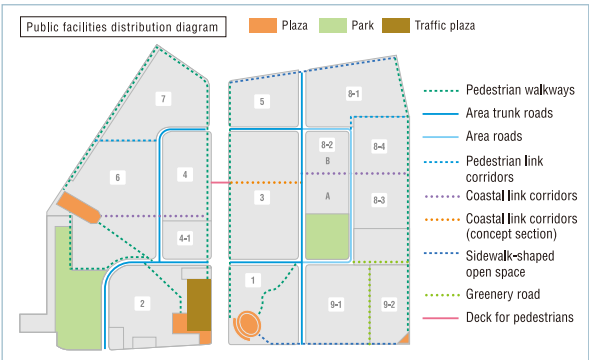 Public facilities distribution diagram
Plaza
Park
Traffic plaza
7
5
8-1
8-2
B
8-4
6
4
3
A
8-3
4-1
2
1
9-1
9-2
Pedestrian walkways
Area trunk roads
Area roads
Pedestrian link
corridors
Coastal link corridors
Coastal link corridors
(concept section)
Sidewalk-shaped
open space
Greenery road
Deck for pedestrians